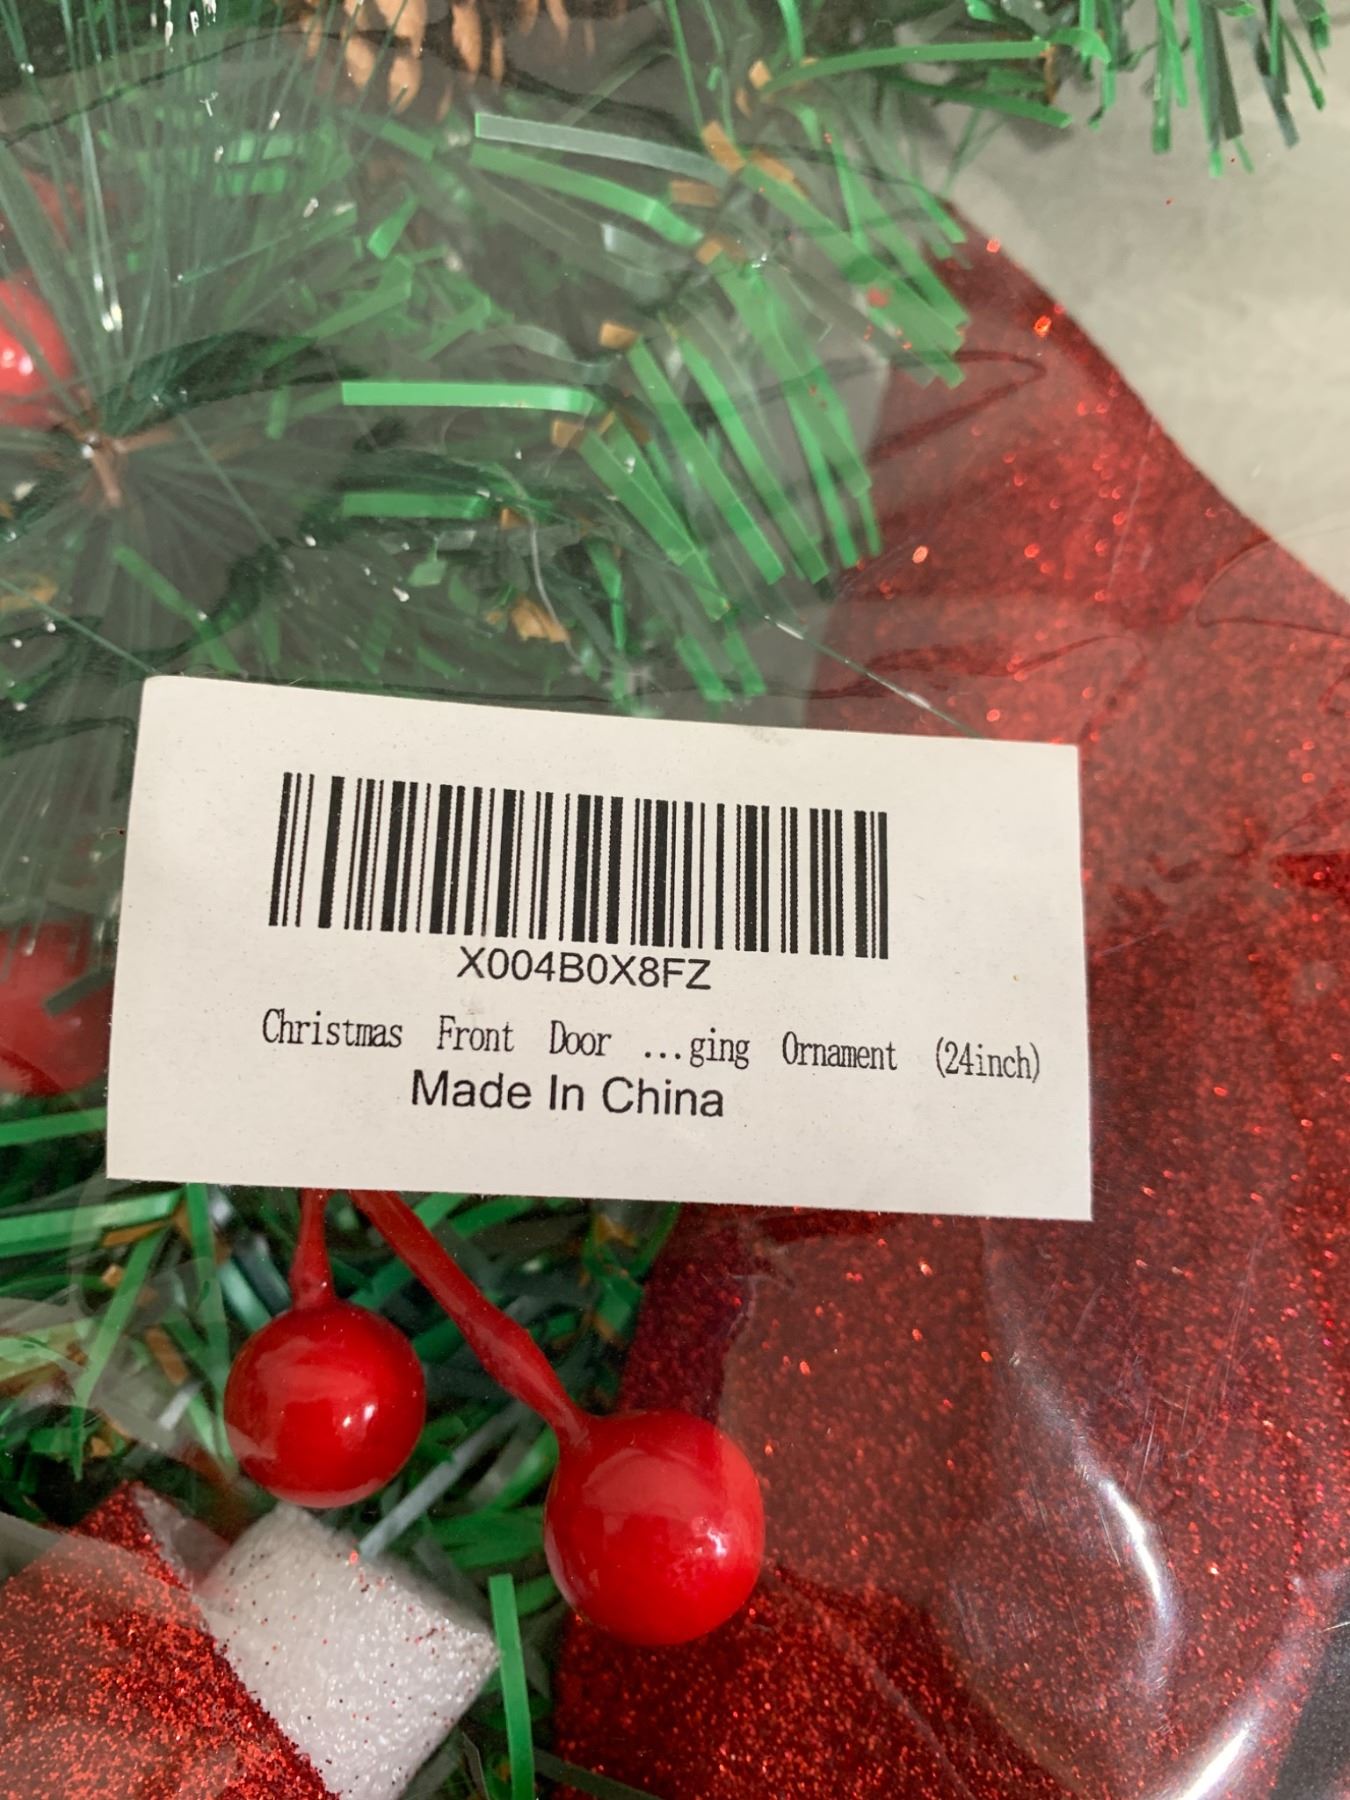 X004B0X8FZ
Christmas Front Door ...ging Ornament (24inch)
Made In China